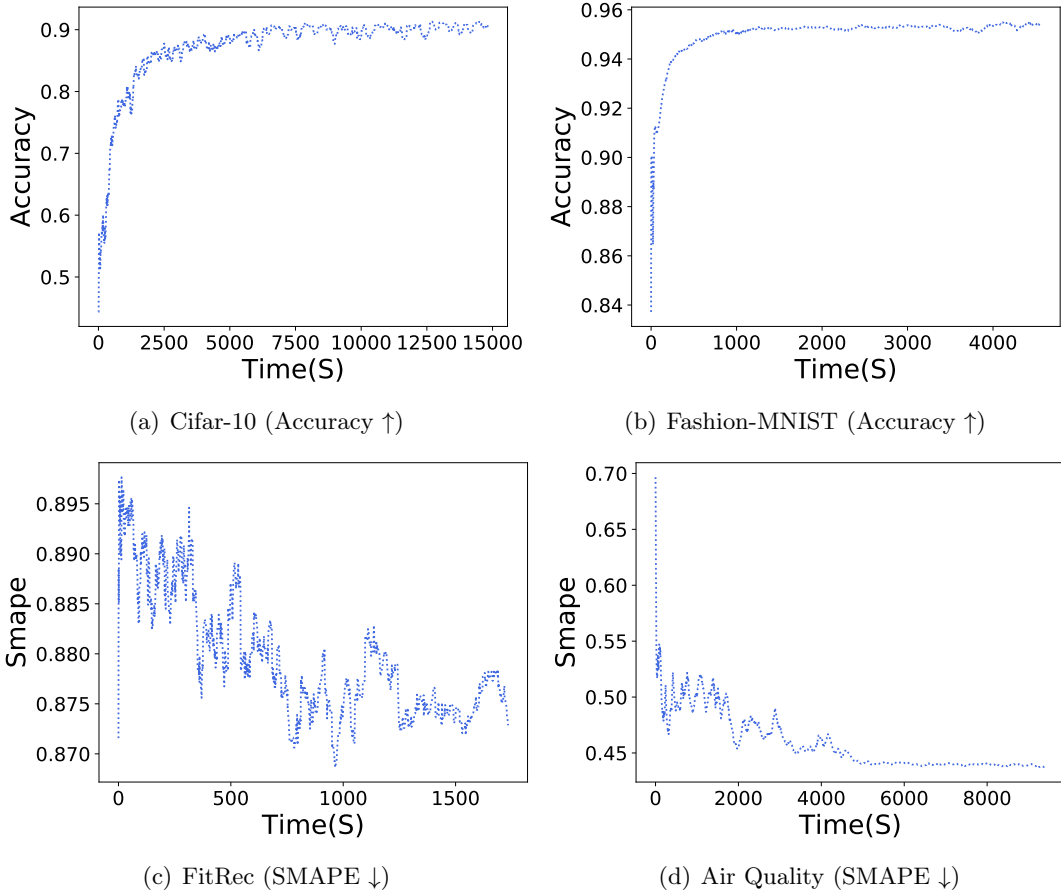 0.9
0.8
0.7
0.6
0.5
Accuracy
0 2500 5000 7500 10000 12500 15000
Time(S)
(a) Cifar-10 (Accuracy ↑)
0.96
0.94
0.92
0.90
0.88
0.86
0.84
Accuracy
0 1000 2000 3000 4000
Time(S)
(b) Fashion-MNIST (Accuracy ↑)
0.895
0.890
0.885
0.880
0.875
0.870
Smape
0 500 1000 1500
Time(S)
(c) FitRec (SMAPE ↓)
0.70
0.65
0.60
0.55
0.50
0.45
Smape
0 2000 4000 6000 8000
Time(S)
(d) Air Quality (SMAPE ↓)